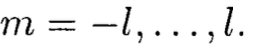 m = −l, . . . , l.